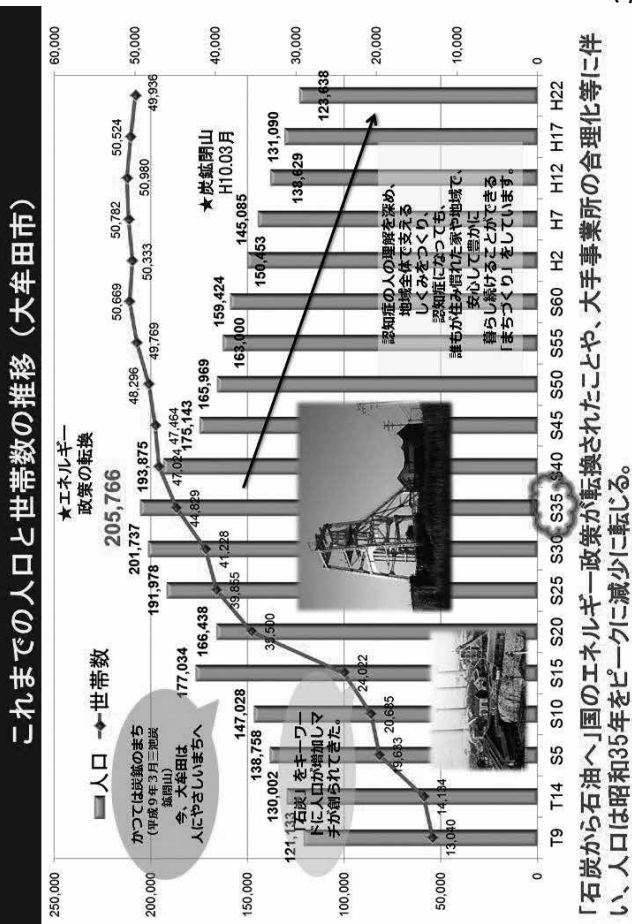 これまでの人口と世帯数の推移（大牟田市）
250,000
200,000
150,000
100,000
50,000
0
60,000
50,000
40,000
30,000
20,000
10,000
0
人口
世帯数
かつては炭鉱のまち
（平成９年３月三池炭
鉱閉山）
今、大牟田は
人にやさしいまちへ
「石炭」をキーワー
ドに人口が増加しマ
チが創られてきた。
★エネルギー
政策の転換
205,766
★炭鉱閉山
H10.03月
認知症の人の理解を深め、
地域全体で支える
しくみをつくり、
認知症になっても、
誰もが住み慣れた家や地域で、
安心して豊かに
暮らし続けることができる
「まちづくり」をしています。
121,133
130,002
138,758
147,028
177,034
166,438
191,978
201,737
193,875
175,143
165,969
163,000
159,424
150,453
145,085
138,629
131,090
123,638
13,040
14,134
19,633
20,685
24,022
35,500
39,855
41,228
44,829
47,024
47,464
48,296
49,769
50,669
50,333
50,782
50,980
50,524
49,936
T9
T14
S5
S10
S15
S20
S25
S30
S35
S40
S45
S50
S55
S60
H2
H7
H12
H17
H22
「石炭から石油へ」国のエネルギー政策が転換されたことや、大手事業所の合理化等に伴
い、人口は昭和35年をピークに減少に転じる。